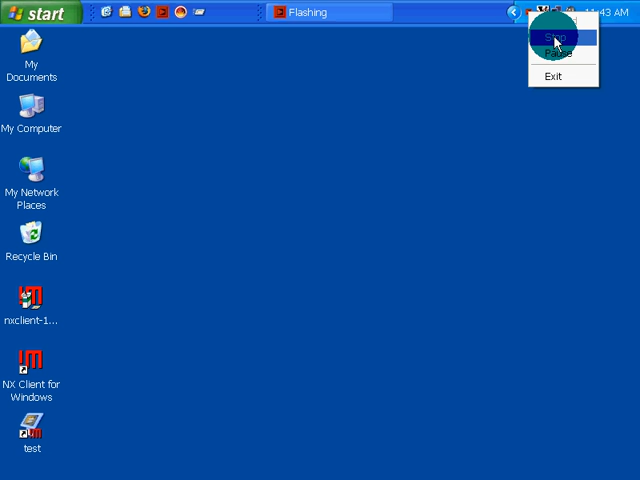 start
Flashing
11:43 AM
Stop
Pause
Exit
My
Documents
My Computer
My Network
Places
Recycle Bin
nxclient-1...
NX Client for
Windows
test